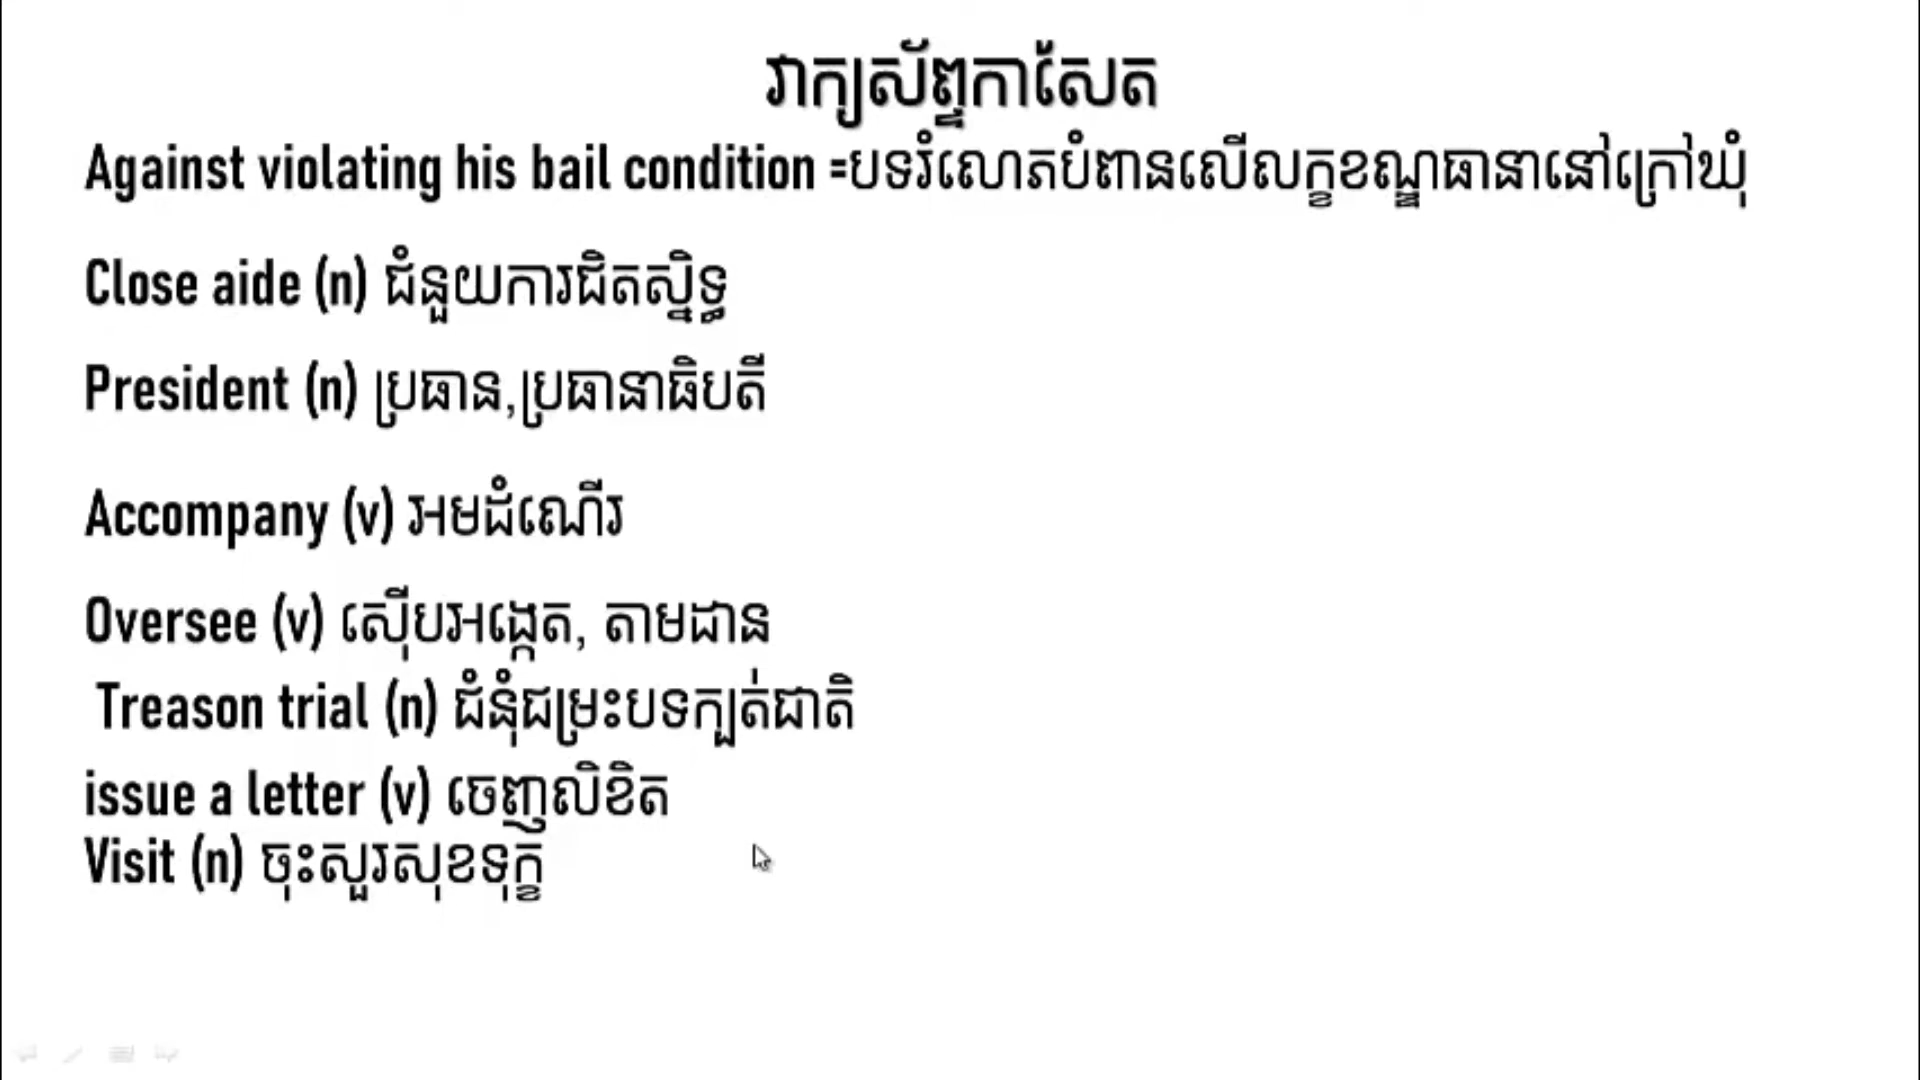 វាក្យស័ព្ទកាសែត
Against violating his bail condition =បទរំលោតបំពានលើលក្ខខណ្ឌធានានៅក្រៅឃុំ
Close aide (n) ជំនួយការជិតស្និទ្ធ
President (n) ប្រធាន,ប្រធានាធិបតី
Accompany (v) អមដំណើរ
Oversee (v) ស៊ើបអង្កេត, តាមដាន
Treason trial (n) ជំនុំជម្រះបទក្បត់ជាតិ
issue a letter (v) ចេញលិខិត
Visit (n) ចុះសួរសុខទុក្ខ